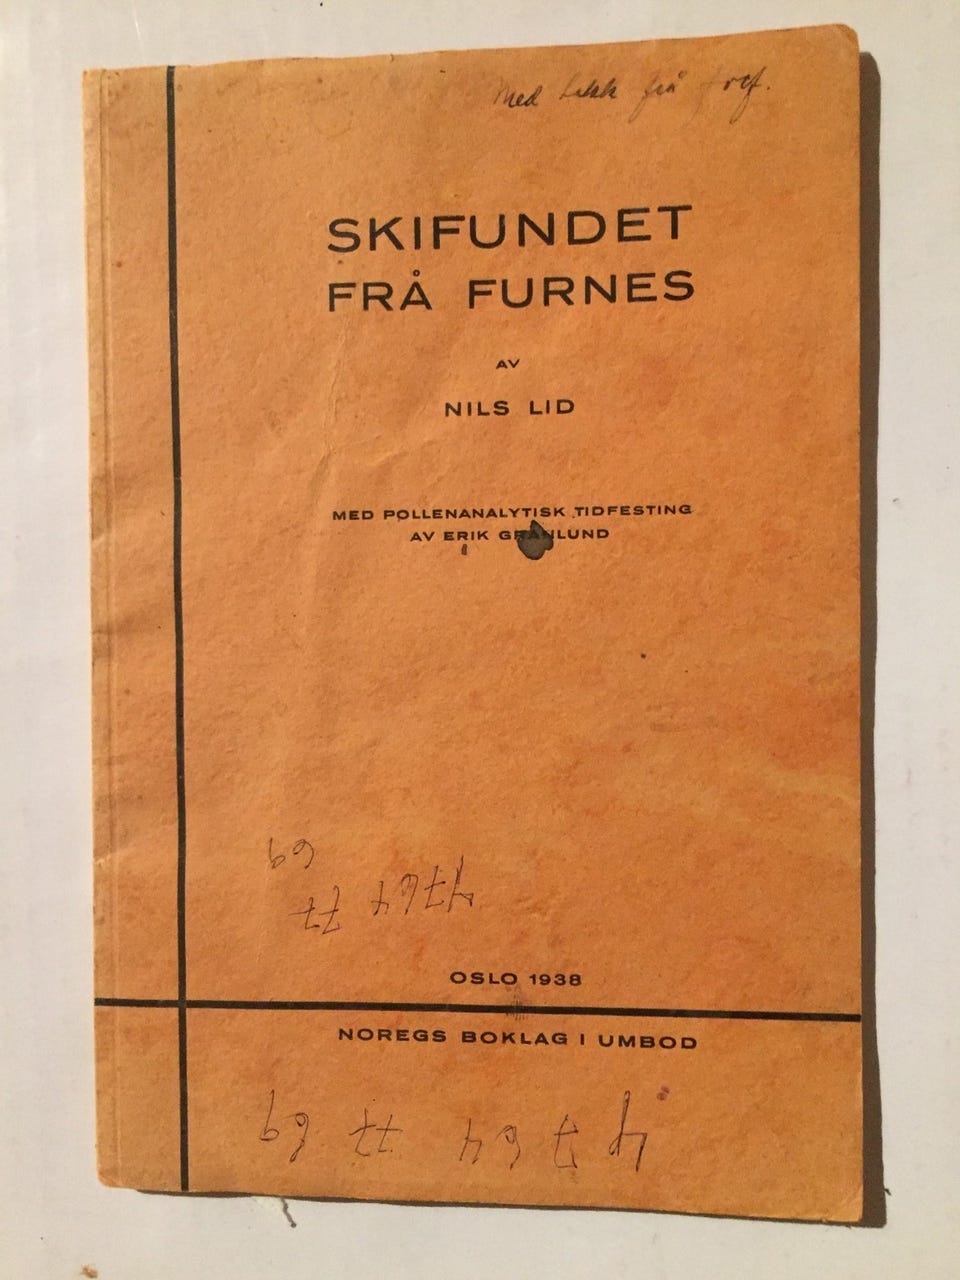 Med takk frå forf.
SKIFUNDET
FRÅ FURNES
AV
NILS LID
MED POLLENANALYTISK TIDFESTING
AV ERIK GRANLUND
OSLO 1938
NOREGS BOKLAG I UMBOD